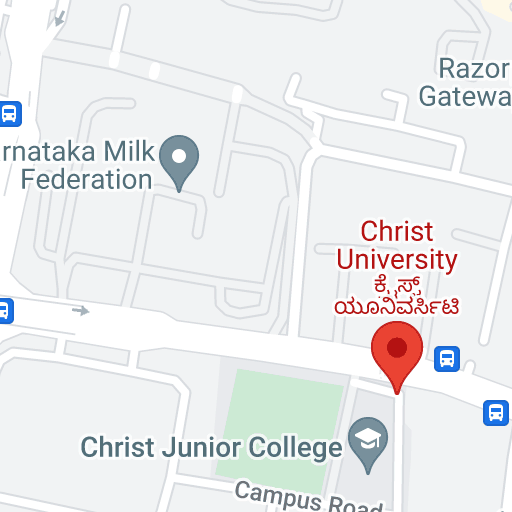 Razor
Gatewa
rnataka Milk
Federation
Christ
University
ಕ್ರೈಸ್ಟ್
ಯೂನಿವರ್ಸಿಟಿ
Christ Junior College
Campus Road